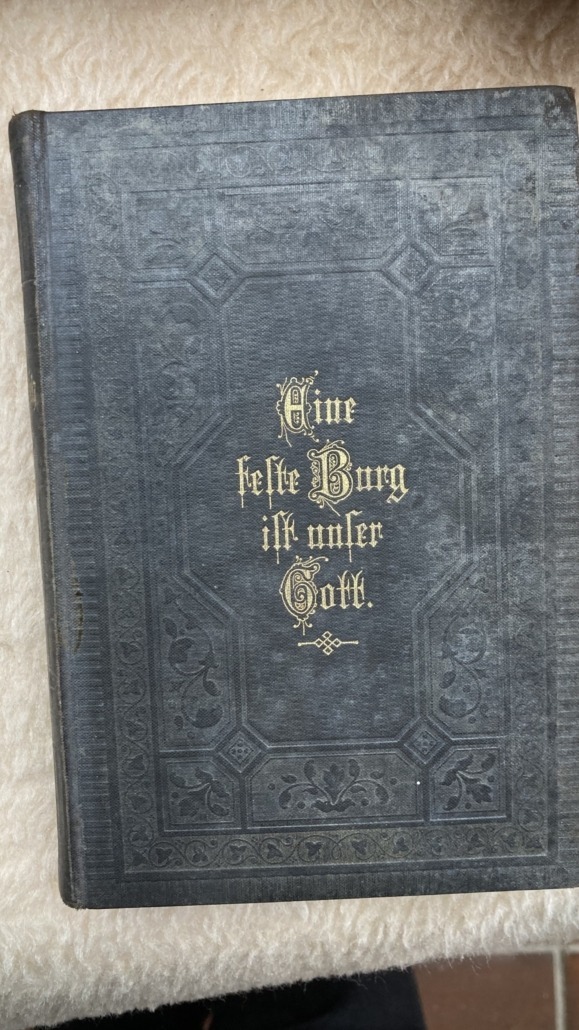 Eine
feſte Burg
iſt unſer
Gott.